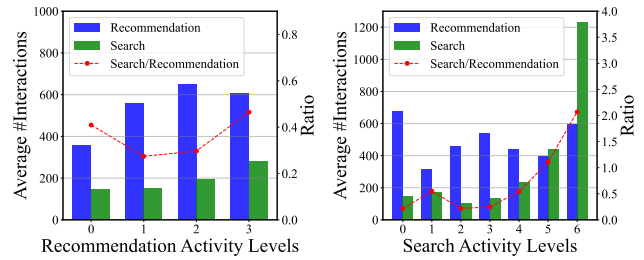 1000
800
600
400
200
0
Average #Interactions
Recommendation
Search
Search/Recommendation
0.8
0.6
0.4
0.2
0.0
Ratio
0 1 2 3
Recommendation Activity Levels
1200
1000
800
600
400
200
0
Average #Interactions
Recommendation
Search
Search/Recommendation
4.0
3.5
3.0
2.5
2.0
1.5
1.0
0.5
0.0
Ratio
0 1 2 3 4 5 6
Search Activity Levels